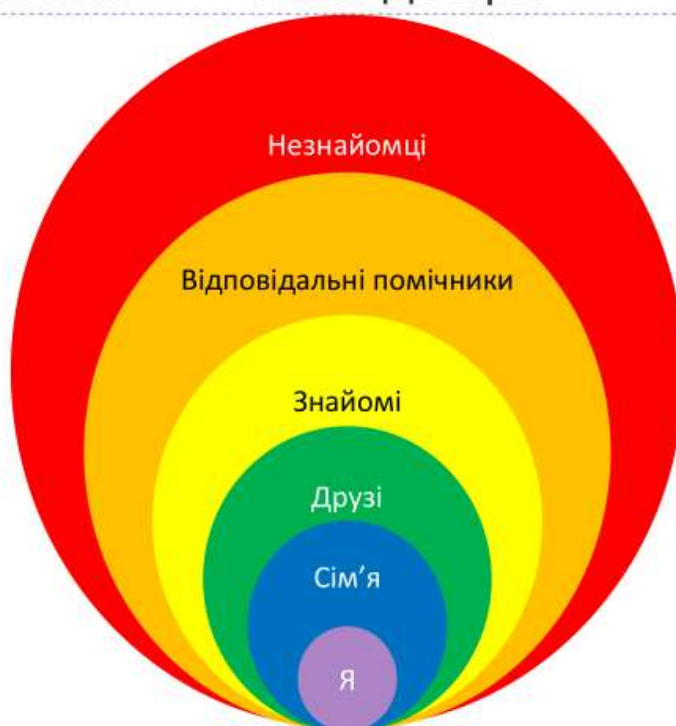 Незнайомці
Відповідальні помічники
Знайомі
Друзі
Сім’я
Я